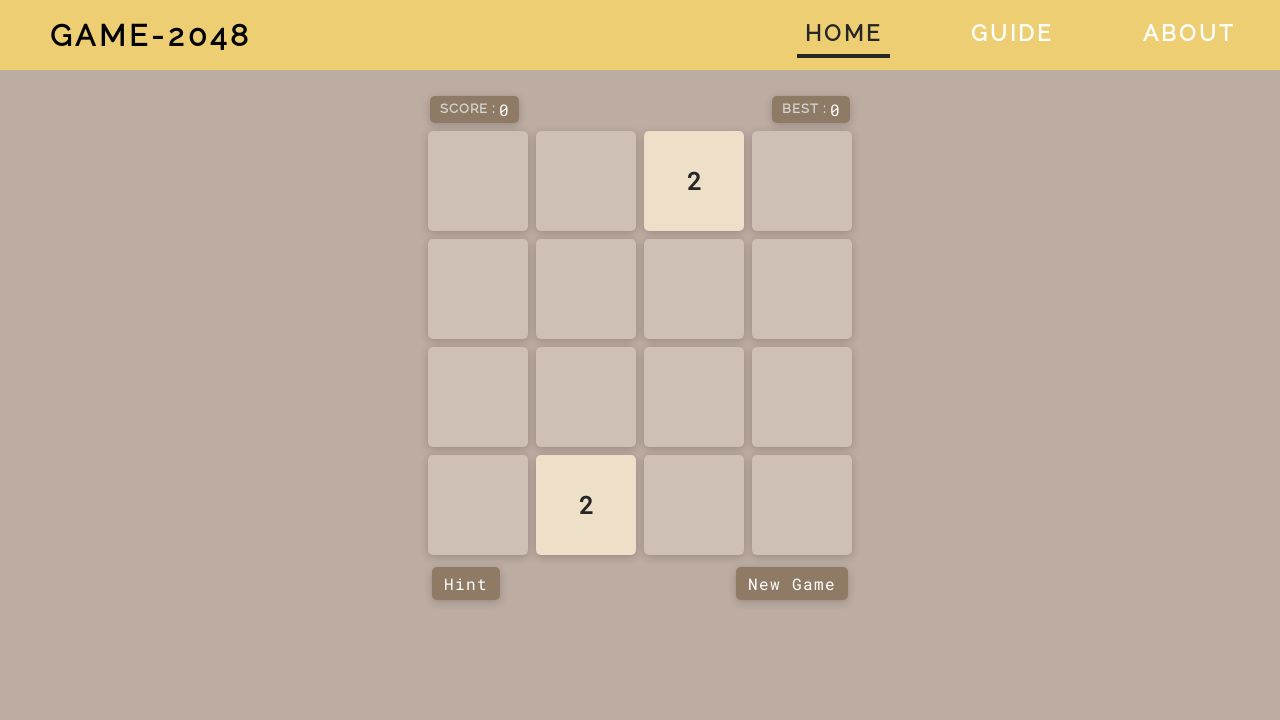 GAME-2048
HOME GUIDE ABOUT
SCORE : 0
BEST : 0
2
2
Hint
New Game